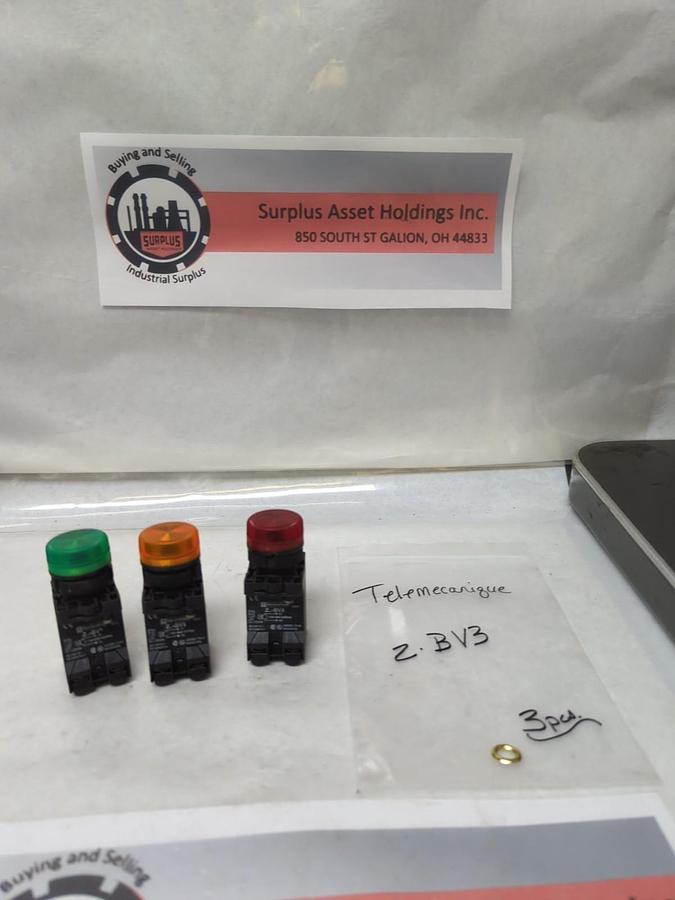 Buying and Selling
SURPLUS
Industrial Surplus
Surplus Asset Holdings Inc.
850 SOUTH ST GALION, OH 44833
Telemecanique
Z.BV3
3pcs.
Buying and Selling